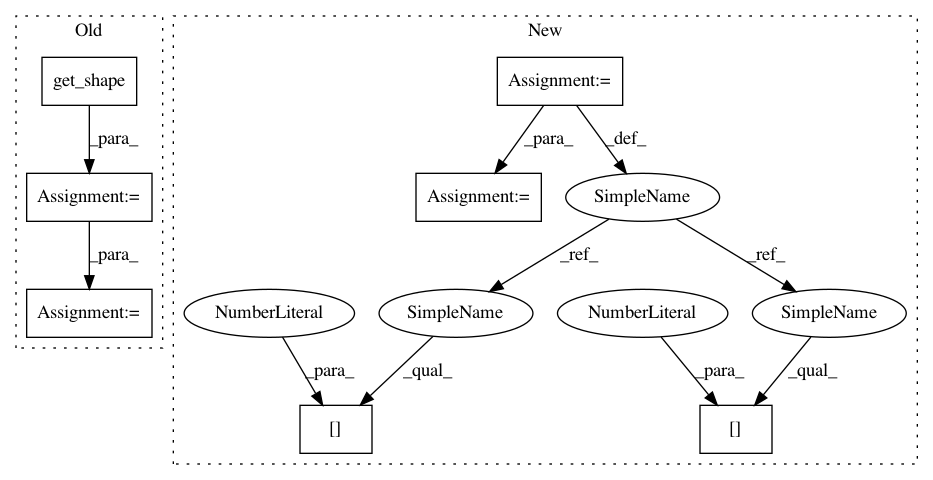 Old
New
get_shape
Assignment:=
_para_
_para_
_def_
Assignment:=
Assignment:=
SimpleName
_para_
_ref_
_ref_
Assignment:=
NumberLiteral
SimpleName
NumberLiteral
SimpleName
_para_
_qual_
_para_
_qual_
[]
[]